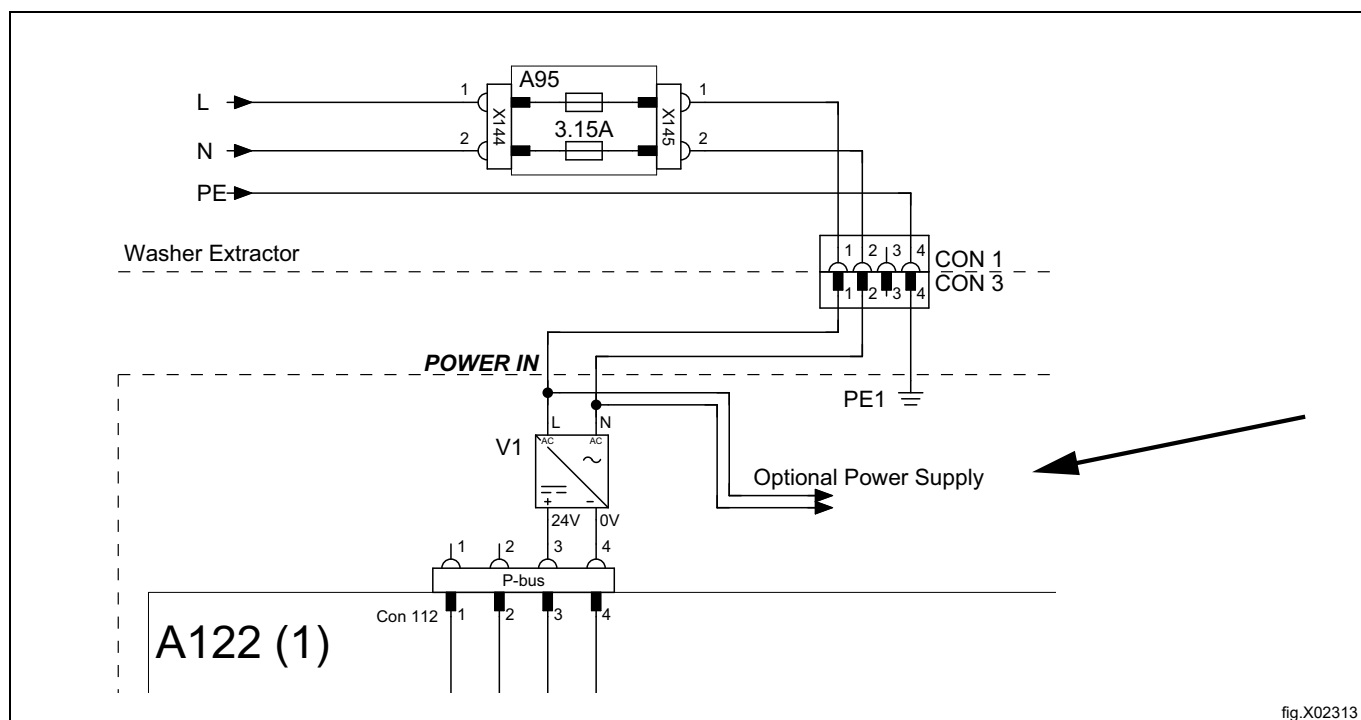 A95
L
1
X144
X145
1
3.15A
N
2
2
PE
Washer Extractor
1 2 3 4
CON 1
CON 3
1 2 3 4
POWER IN
PE1
L N
V1
AC AC
Optional Power Supply
+ -
24V 0V
1 2 3 4
P-bus
Con 112
1 2 3 4
A122 (1)
fig.X02313